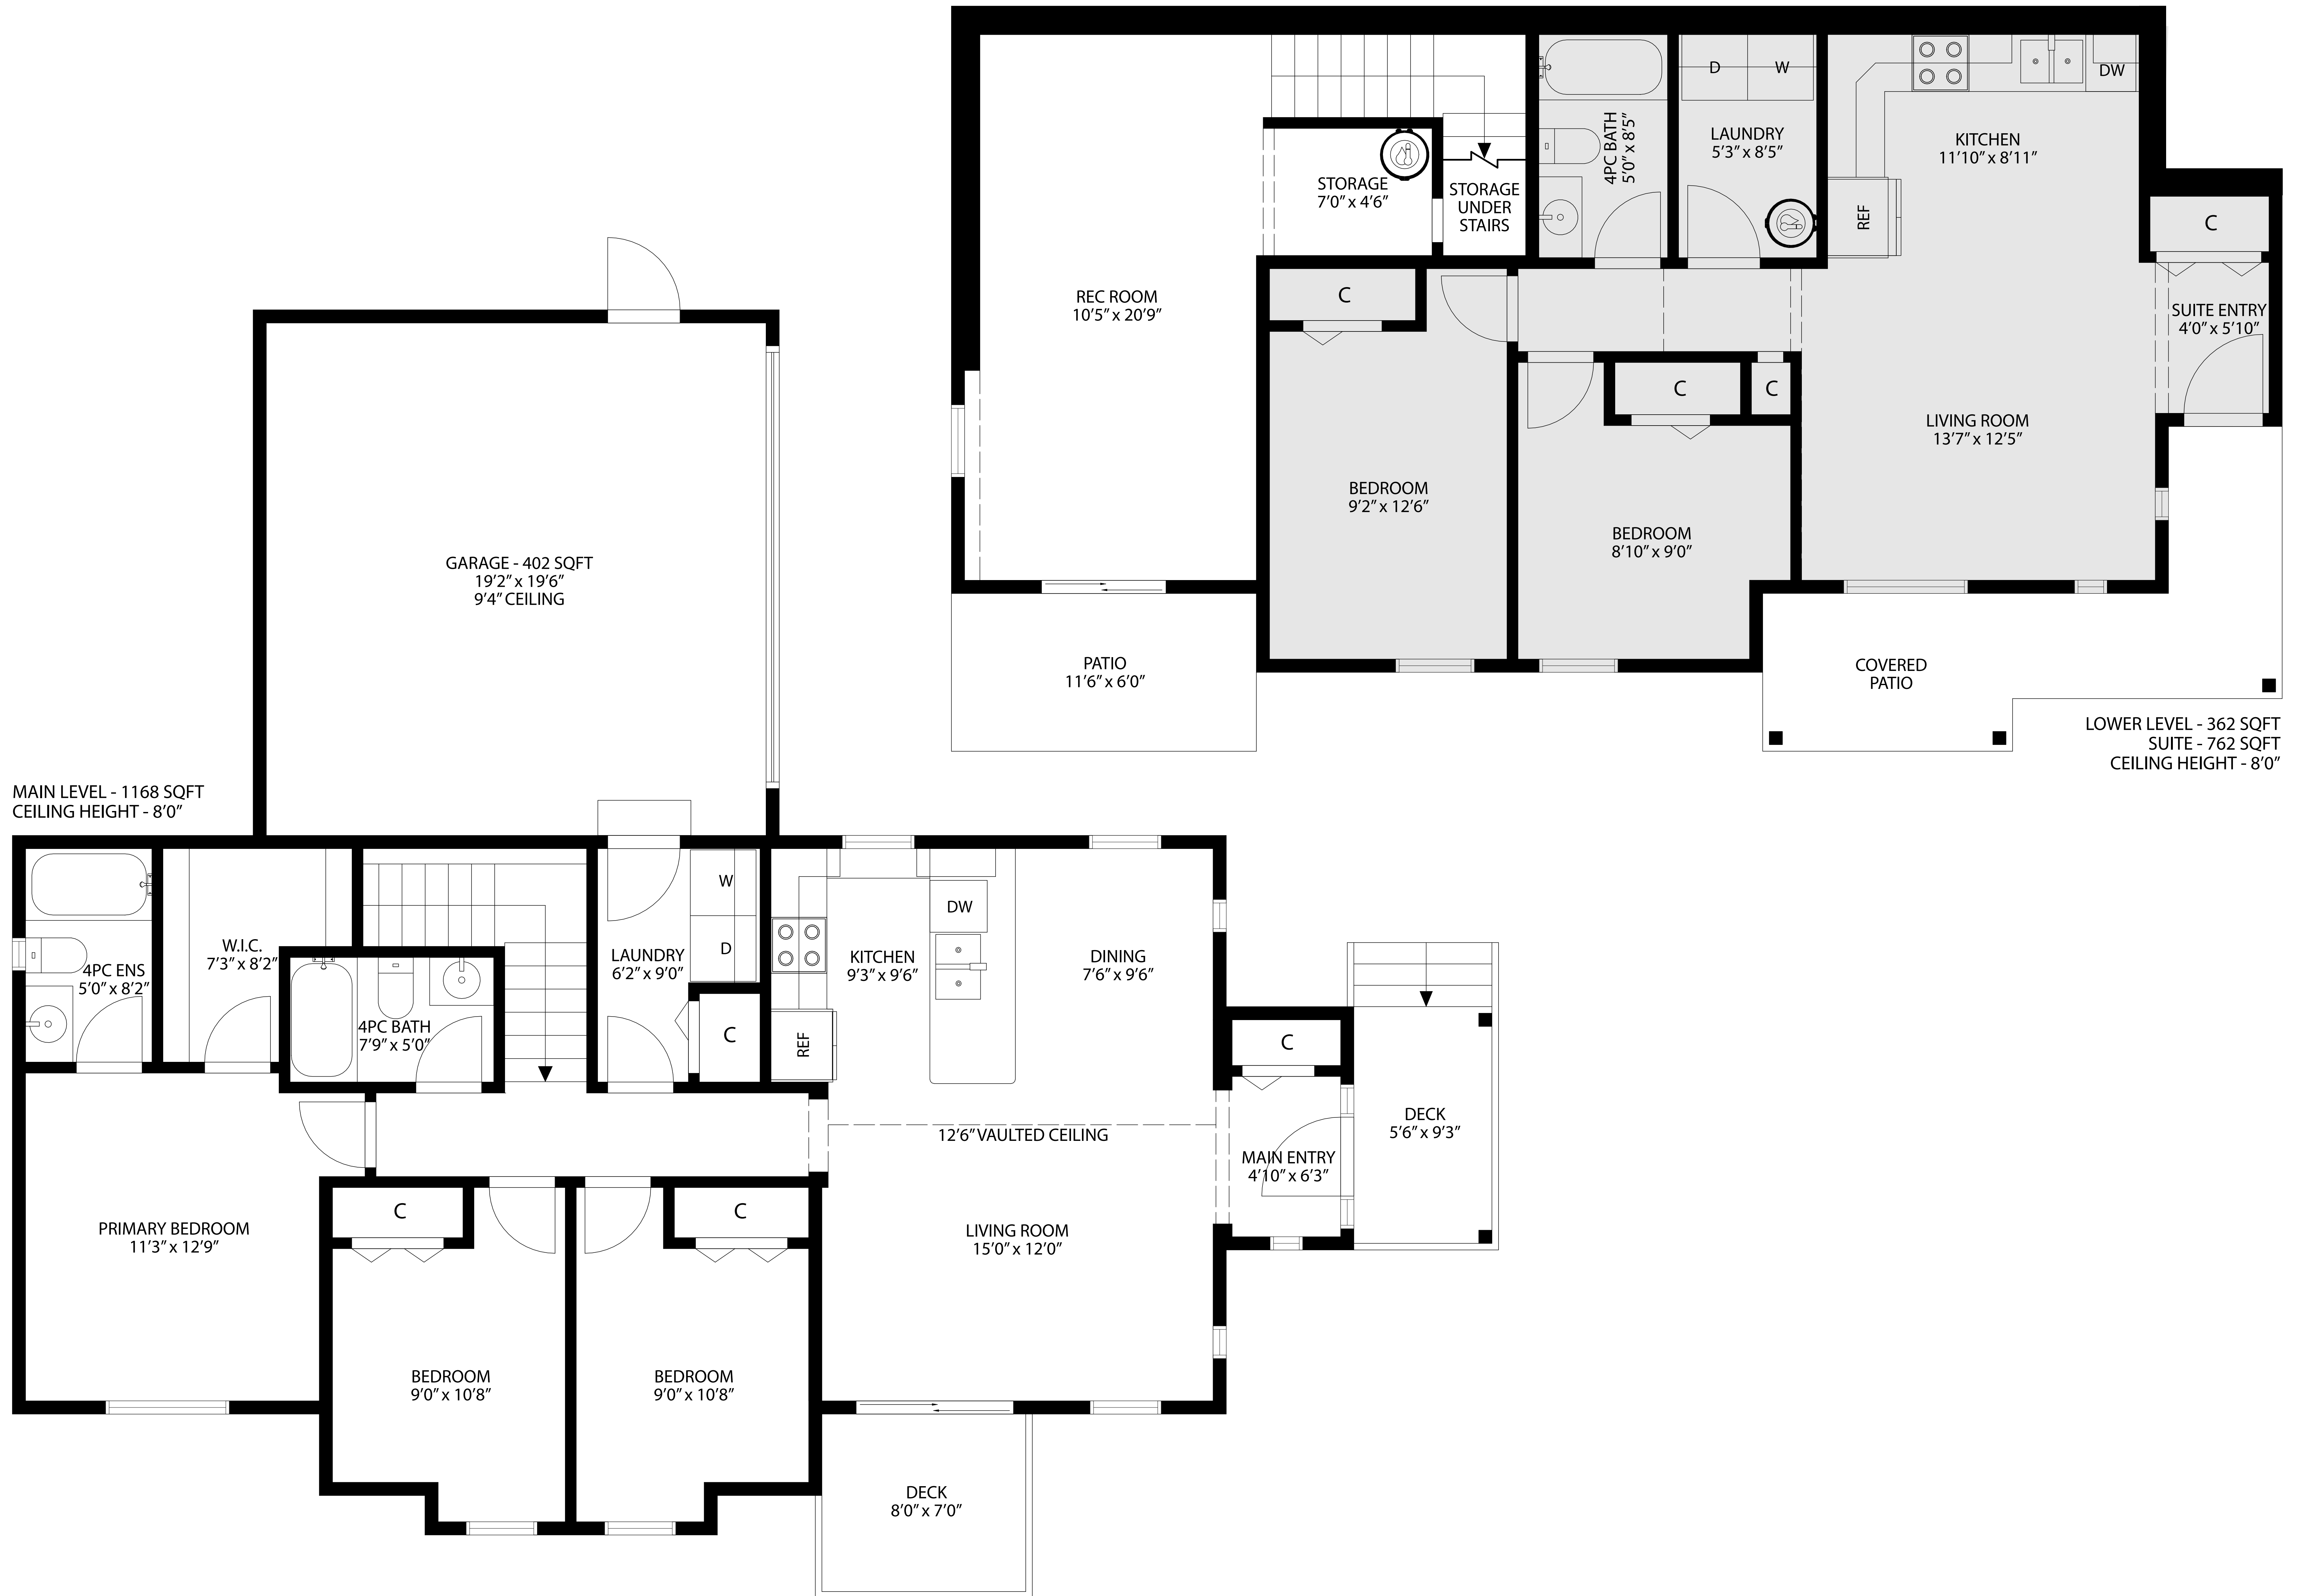 D
W
DW
4PC BATH
5'0" x 8'5"
LAUNDRY
5'3" x 8'5"
KITCHEN
11'10" x 8'11"
STORAGE
7'0" x 4'6"
STORAGE
UNDER
STAIRS
REF
C
REC ROOM
10'5" x 20'9"
C
SUITE ENTRY
4'0" x 5'10"
C
C
LIVING ROOM
13'7" x 12'5"
BEDROOM
9'2" x 12'6"
BEDROOM
8'10" x 9'0"
PATIO
11'6" x 6'0"
COVERED
PATIO
LOWER LEVEL - 362 SQFT
SUITE - 762 SQFT
CEILING HEIGHT - 8'0"
GARAGE - 402 SQFT
19'2" x 19'6"
9'4" CEILING
MAIN LEVEL - 1168 SQFT
CEILING HEIGHT - 8'0"
W
DW
D
W.I.C.
7'3" x 8'2"
4PC ENS
5'0" x 8'2"
LAUNDRY
6'2" x 9'0"
KITCHEN
9'3" x 9'6"
DINING
7'6" x 9'6"
4PC BATH
7'9" x 5'0"
C
REF
C
12'6" VAULTED CEILING
DECK
5'6" x 9'3"
MAIN ENTRY
4'10" x 6'3"
C
C
PRIMARY BEDROOM
11'3" x 12'9"
LIVING ROOM
15'0" x 12'0"
BEDROOM
9'0" x 10'8"
BEDROOM
9'0" x 10'8"
DECK
8'0" x 7'0"